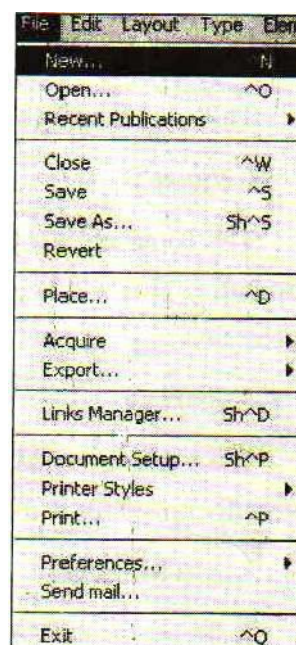 File Edit Layout Type Elem
New... ^N
Open... ^O
Recent Publications
Close ^W
Save ^S
Save As... Sh^S
Revert
Place... ^D
Acquire
Export...
Links Manager... Sh^D
Document Setup... Sh^P
Printer Styles
Print... ^P
Preferences...
Send mail...
Exit ^Q